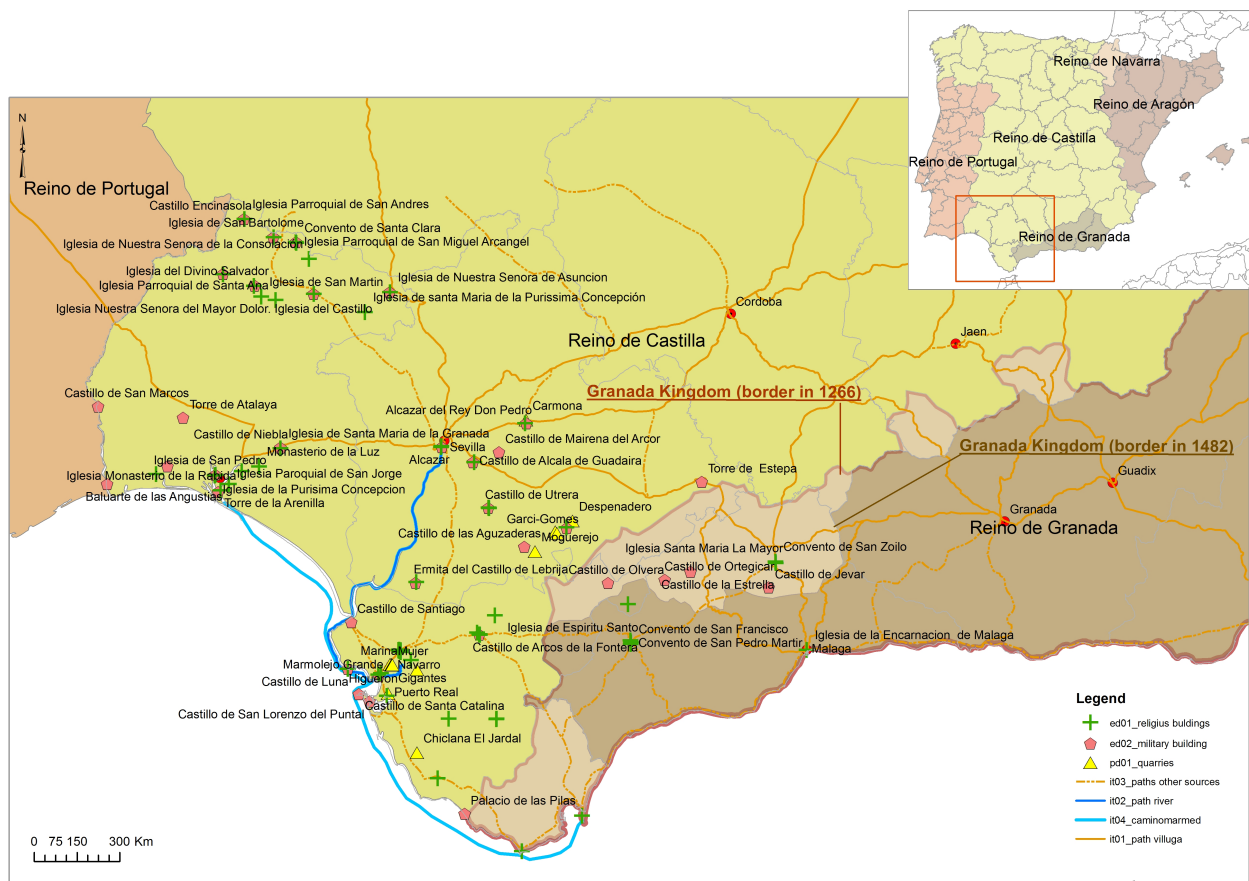 Reino de Navarra
Reino de Aragón
Reino de Castilla
Reino de Portugal
Reino de Granada
N
Reino de Portugal
Castillo Encinasola
Iglesia Parroquial de San Andres
Iglesia de San Bartolome
Convento de Santa Clara
Iglesia de Nuestra Senora de la Consolación
Iglesia Parroquial de San Miguel Arcangel
Iglesia del Divino Salvador
Iglesia de San Martin
Iglesia de Nuestra Senora de Asuncion
Iglesia Parroquial de Santa Ana
Iglesia de santa Maria de la Purissima Concepción
Iglesia Nuestra Senora del Mayor Dolor. Iglesia del Castillo
Cordoba
Jaen
Reino de Castilla
Granada Kingdom (border in 1266)
Castillo de San Marcos
Torre de Atalaya
Alcazar del Rey Don Pedro
Carmona
Castillo de Niebla
Iglesia de Santa Maria de la Granada
Castillo de Mairena del Arcor
Granada Kingdom (border in 1482)
Monasterio de la Luz
Sevilla
Alcazar
Iglesia de San Pedro
Castillo de Alcala de Guadaira
Torre de Estepa
Guadix
Iglesia Monasterio de la Rabida
Iglesia Paroquial de San Jorge
Iglesia de la Purisima Concepcion
Baluarte de las Angustias
Torre de la Arenilla
Castillo de Utrera
Despenadero
Garci-Gomes
Granada
Reino de Granada
Castillo de las Aguzaderas
Moguerejo
Iglesia Santa Maria La Mayor
Convento de San Zoilo
Ermita del Castillo de Lebrija
Castillo de Olvera
Castillo de Ortegicar
Castillo de Jevar
Castillo de la Estrella
Castillo de Santiago
Iglesia de Espiritu Santo
Convento de San Francisco
Iglesia de la Encarnacion de Malaga
Castillo de Arcos de la Fontera
Convento de San Pedro Martir
Malaga
Marina
Mujer
Marmolejo Grande
Navarro
Castillo de Luna
Higueron
Gigantes
Puerto Real
Castillo de Santa Catalina
Castillo de San Lorenzo del Puntal
Chiclana El Jardal
Palacio de las Pilas
Legend
ed01_religius buldings
ed02_military building
pd01_quarries
it03_paths other sources
it02_path river
it04_caminomarmed
it01_path villuga
0 75 150 300 Km